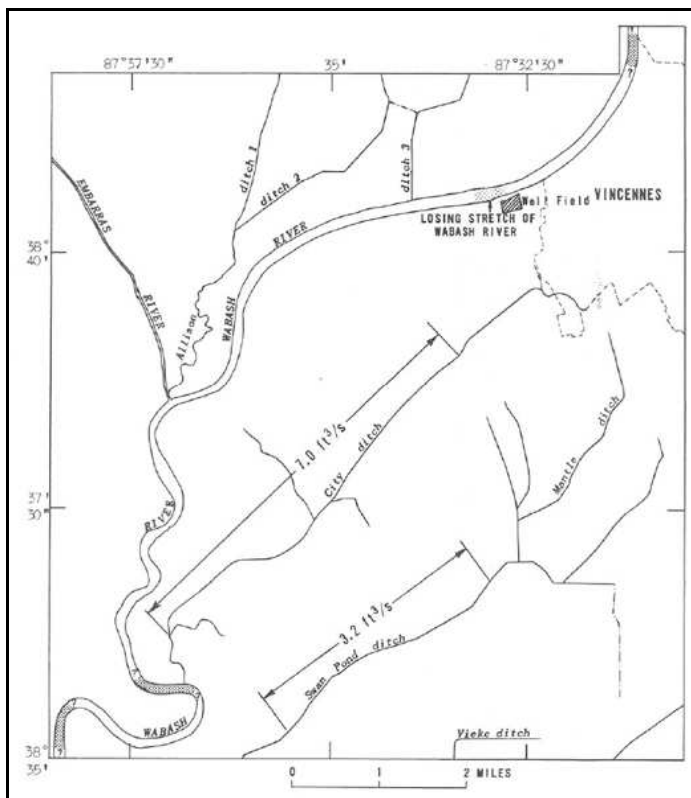 87°37'30"
35'
87°32'30"
?
?
ditch 1
ditch 2
ditch 3
EMBARRAS
RIVER
Well Field
VINCENNES
LOSING STRETCH OF
WABASH RIVER
38°
40'
RIVER
WABASH
Allison
7.0 ft³/s
City ditch
Mantle ditch
37'
30"
RIVER
3.2 ft³/s
Swan Pond ditch
?
?
?
WABASH
Vieke ditch
38°
35'
?
0 1 2 MILES